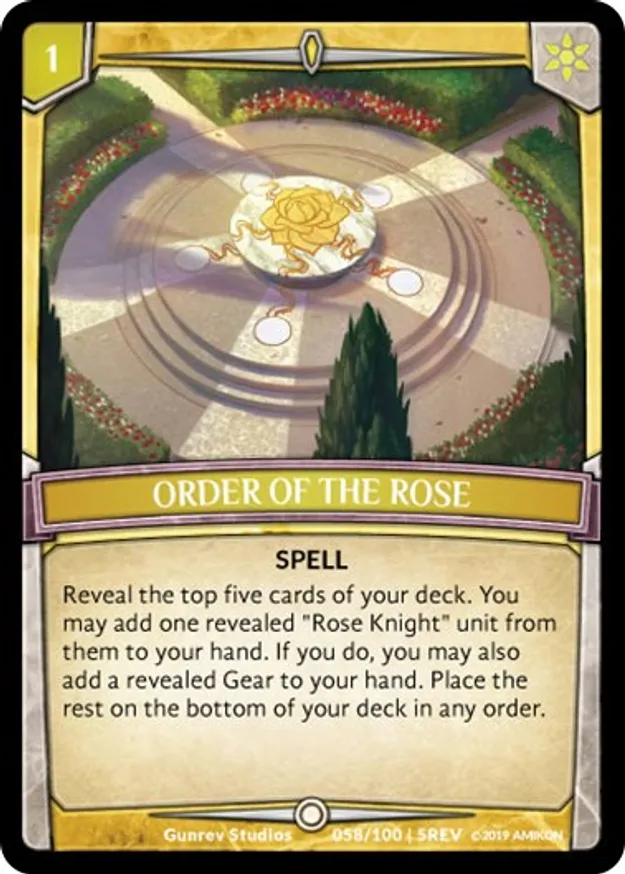 1
ORDER OF THE ROSE
SPELL
Reveal the top five cards of your deck. You
may add one revealed "Rose Knight" unit from
them to your hand. If you do, you may also
add a revealed Gear to your hand. Place the
rest on the bottom of your deck in any order.
Gunrev Studios 058/100 | SREV ©2019 AMIKON